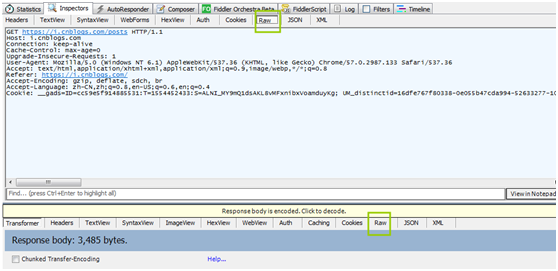 Statistics Inspectors AutoResponder Composer FO Fiddler Orchestra Beta FiddlerScript Log Filters Timeline
Headers TextView SyntaxView WebForms HexView Auth Cookies Raw JSON XML
GET https://i.cnblogs.com/posts HTTP/1.1
Host: i.cnblogs.com
Connection: keep-alive
Cache-Control: max-age=0
Upgrade-Insecure-Requests: 1
User-Agent: Mozilla/5.0 (Windows NT 6.1) AppleWebKit/537.36 (KHTML, like Gecko) Chrome/57.0.2987.133 Safari/537.36
Accept: text/html,application/xhtml+xml,application/xml;q=0.9,image/webp,*/*;q=0.8
Referer: https://i.cnblogs.com/
Accept-Encoding: gzip, deflate, sdch, br
Accept-Language: zh-CN,zh;q=0.8,en-US;q=0.6,en;q=0.4
Cookie: __gads=ID=cc59e5f914885531:T=1554452433:S=ALNI_MY9mQ1dsAKL8vMFxnibxVoamduyKg; UM_distinctid=16dfe767f80338-0e055b47cda994-52633277-10
Find... (press Ctrl+Enter to highlight all) View in Notepad
Response body is encoded. Click to decode.
Transformer Headers TextView SyntaxView ImageView HexView WebView Auth Caching Cookies Raw JSON XML
Response body: 3,485 bytes.
Chunked Transfer-Encoding Help...